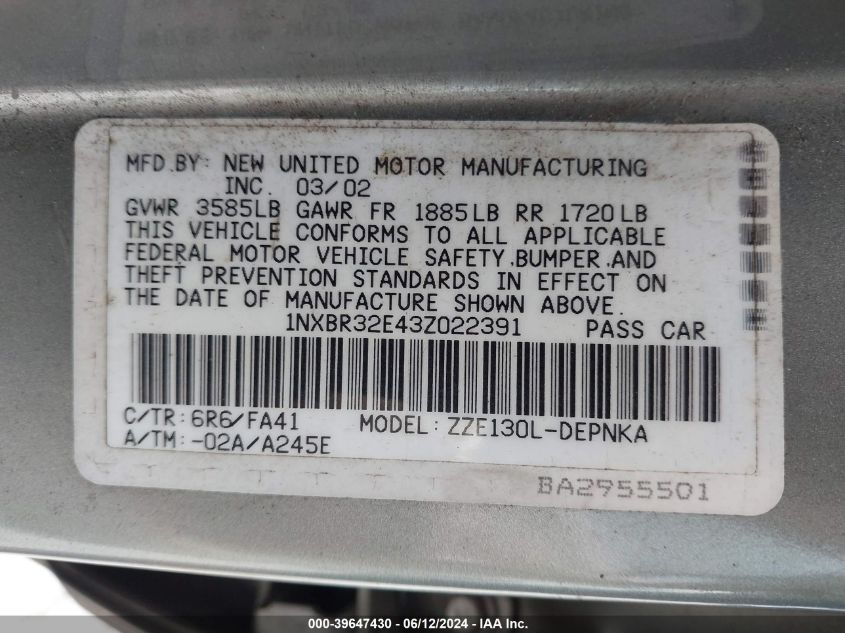 MFD.BY: NEW UNITED MOTOR MANUFACTURING
INC. 03/02
GVWR 3585LB GAWR FR 1885LB RR 1720LB
THIS VEHICLE CONFORMS TO ALL APPLICABLE
FEDERAL MOTOR VEHICLE SAFETY.BUMPER.AND
THEFT PREVENTION STANDARDS IN EFFECT ON
THE DATE OF MANUFACTURE SHOWN ABOVE.
1NXBR32E43Z022391 PASS CAR
C/TR:6R6/FA41 MODEL:ZZE130L-DEPNKA
A/TM:-02A/A245E
BA2955501
000-39647430 - 06/12/2024 - IAAI.com